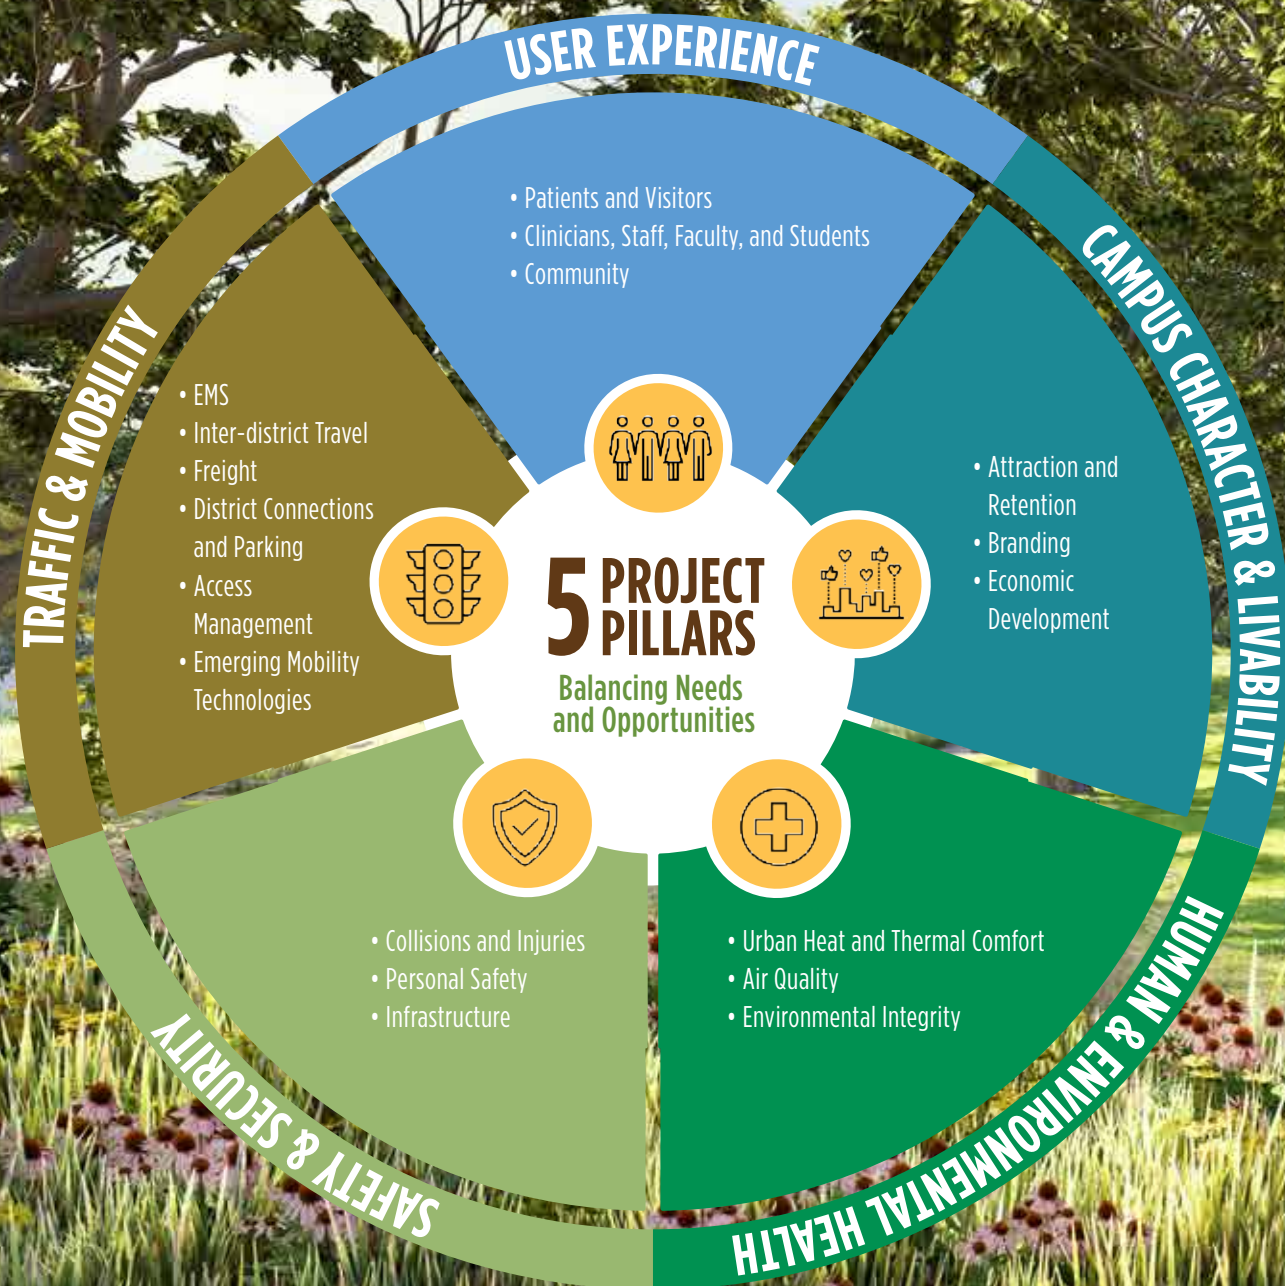 USER EXPERIENCE
• Patients and Visitors
• Clinicians, Staff, Faculty, and Students
• Community
CAMPUS CHARACTER & LIVABILITY
• Attraction and
Retention
• Branding
• Economic
Development
HUMAN & ENVIRONMENTAL HEALTH
• Urban Heat and Thermal Comfort
• Air Quality
• Environmental Integrity
SAFETY & SECURITY
• Collisions and Injuries
• Personal Safety
• Infrastructure
TRAFFIC & MOBILITY
• EMS
• Inter-district Travel
• Freight
• District Connections
and Parking
• Access
Management
• Emerging Mobility
Technologies
5 PROJECT
PILLARS
Balancing Needs
and Opportunities